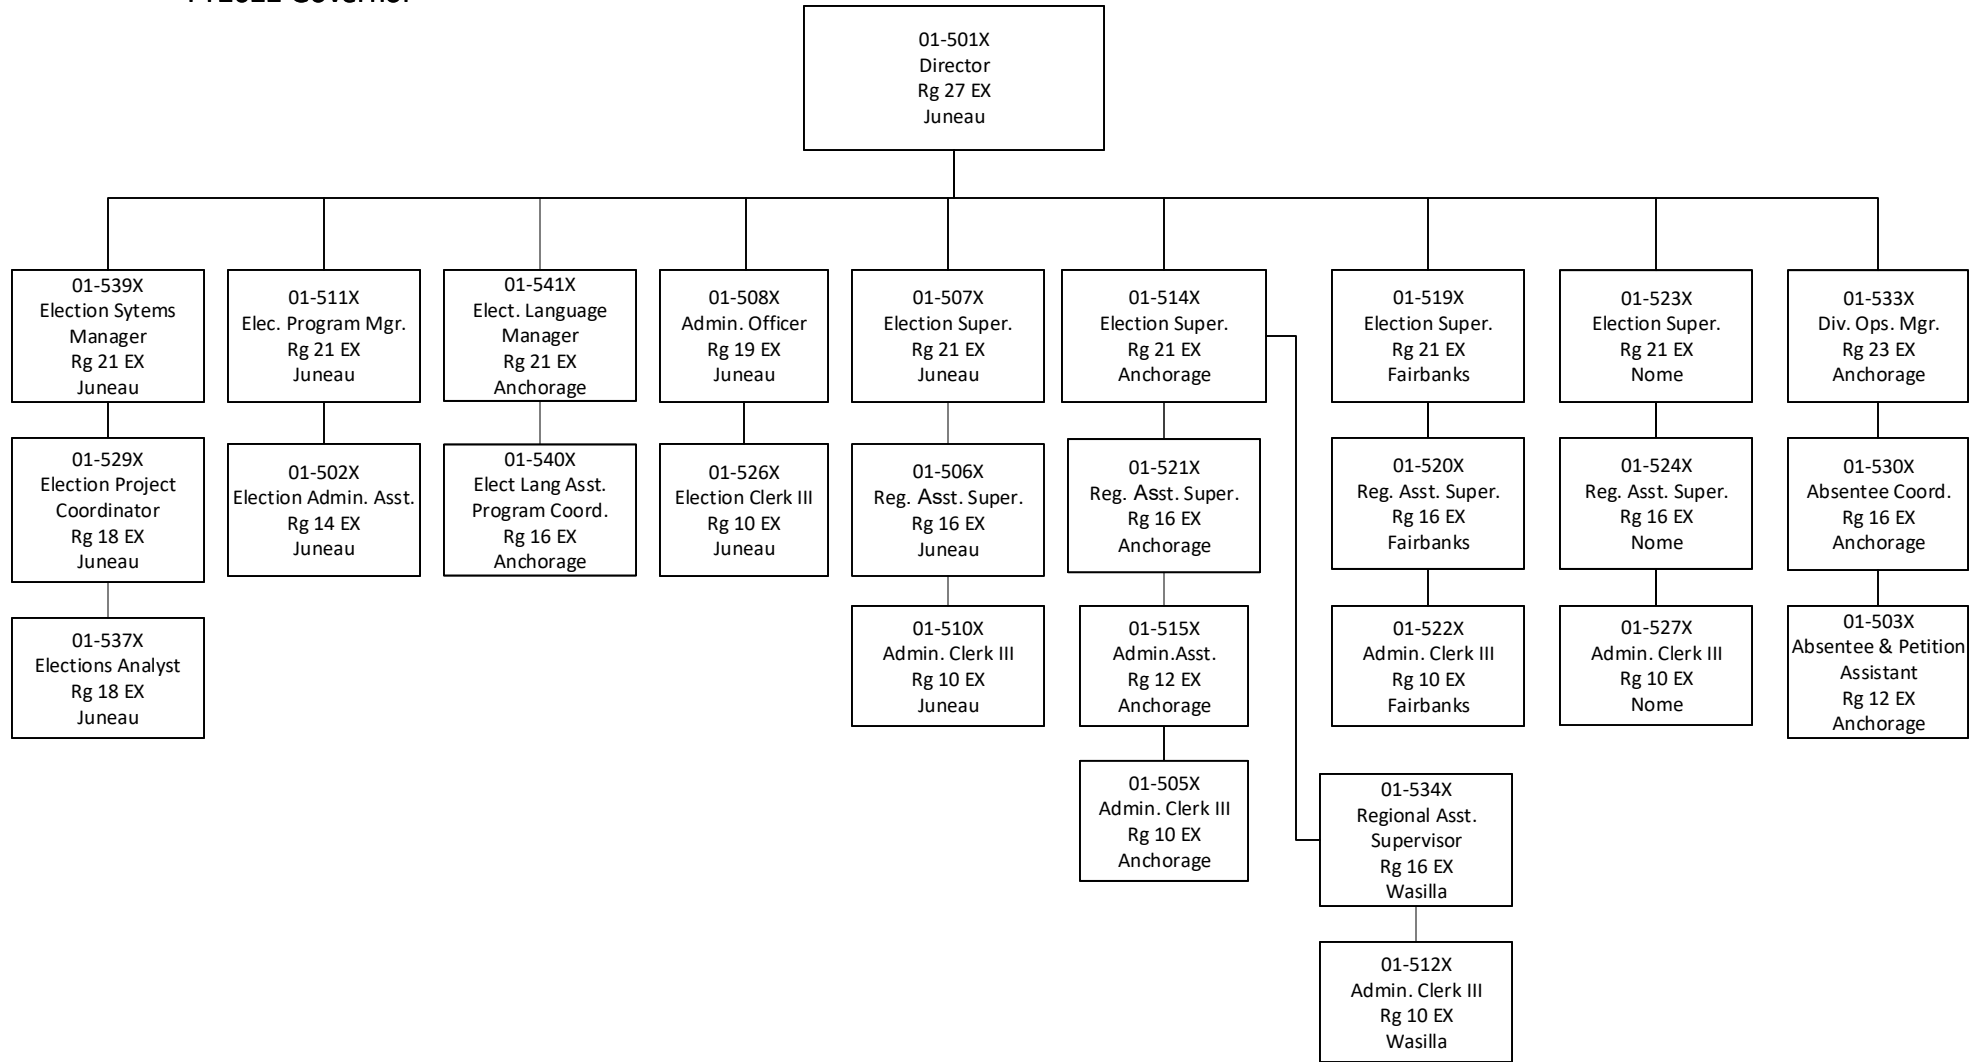 01-501X
Director
Rg 27 EX
Juneau
01-539X
Election Sytems
Manager
Rg 21 EX
Juneau
01-511X
Elec. Program Mgr.
Rg 21 EX
Juneau
01-541X
Elect. Language
Manager
Rg 21 EX
Anchorage
01-508X
Admin. Officer
Rg 19 EX
Juneau
01-507X
Election Super.
Rg 21 EX
Juneau
01-514X
Election Super.
Rg 21 EX
Anchorage
01-519X
Election Super.
Rg 21 EX
Fairbanks
01-523X
Election Super.
Rg 21 EX
Nome
01-533X
Div. Ops. Mgr.
Rg 23 EX
Anchorage
01-529X
Election Project
Coordinator
Rg 18 EX
Juneau
01-502X
Election Admin. Asst.
Rg 14 EX
Juneau
01-540X
Elect Lang Asst.
Program Coord.
Rg 16 EX
Anchorage
01-526X
Election Clerk III
Rg 10 EX
Juneau
01-506X
Reg. Asst. Super.
Rg 16 EX
Juneau
01-521X
Reg. Asst. Super.
Rg 16 EX
Anchorage
01-520X
Reg. Asst. Super.
Rg 16 EX
Fairbanks
01-524X
Reg. Asst. Super.
Rg 16 EX
Nome
01-530X
Absentee Coord.
Rg 16 EX
Anchorage
01-537X
Elections Analyst
Rg 18 EX
Juneau
01-510X
Admin. Clerk III
Rg 10 EX
Juneau
01-515X
Admin.Asst.
Rg 12 EX
Anchorage
01-522X
Admin. Clerk III
Rg 10 EX
Fairbanks
01-527X
Admin. Clerk III
Rg 10 EX
Nome
01-503X
Absentee & Petition
Assistant
Rg 12 EX
Anchorage
01-505X
Admin. Clerk III
Rg 10 EX
Anchorage
01-534X
Regional Asst.
Supervisor
Rg 16 EX
Wasilla
01-512X
Admin. Clerk III
Rg 10 EX
Wasilla